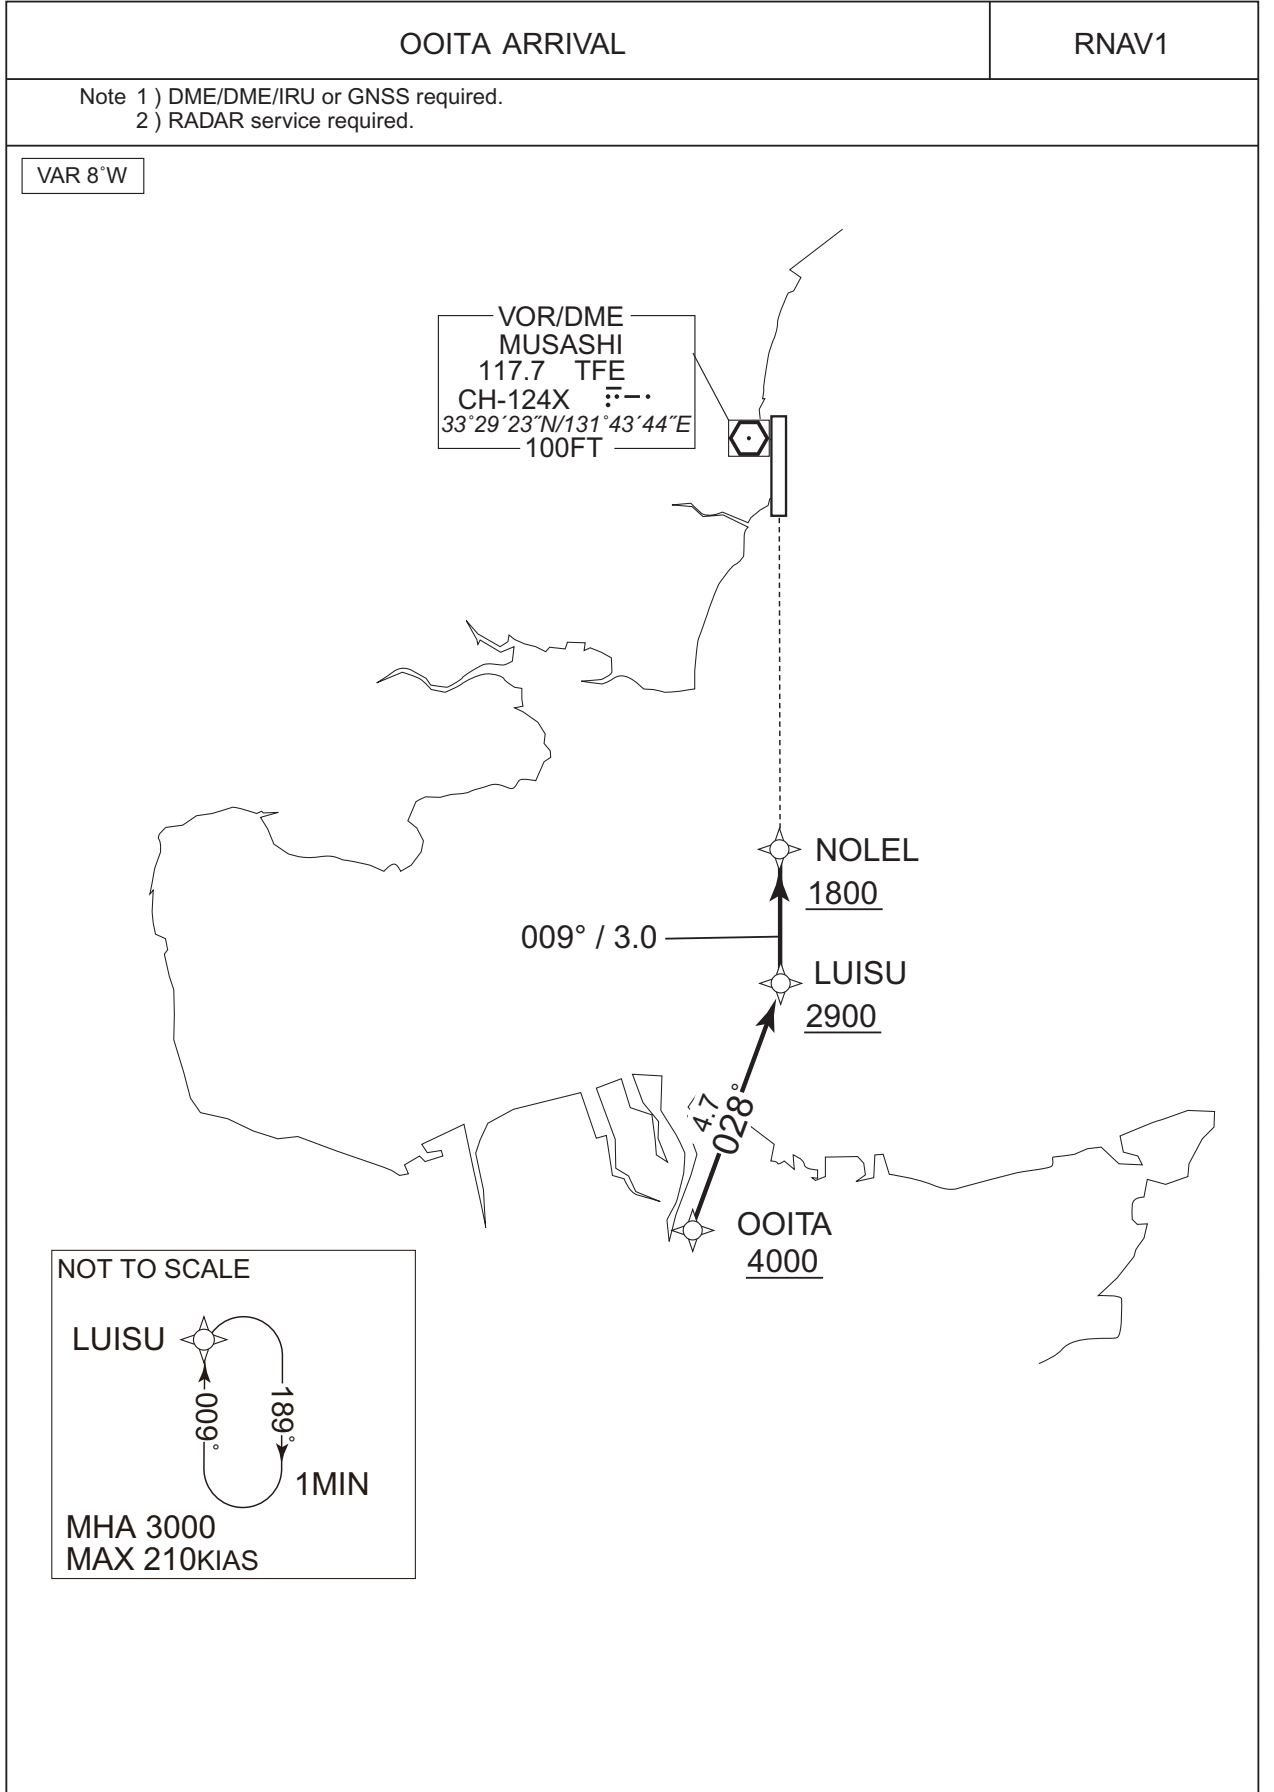 OOITA ARRIVAL
RNAV1
Note 1 ) DME/DME/IRU or GNSS required.
2 ) RADAR service required.
VAR 8˚W
VOR/DME
MUSASHI
117.7 TFE
CH-124X
33˚29´23˝N/131˚43´44˝E
100FT
NOLEL
1800
009° / 3.0
LUISU
2900
4.7
028°
OOITA
4000
NOT TO SCALE
LUISU
009°
189°
1MIN
MHA 3000
MAX 210KIAS